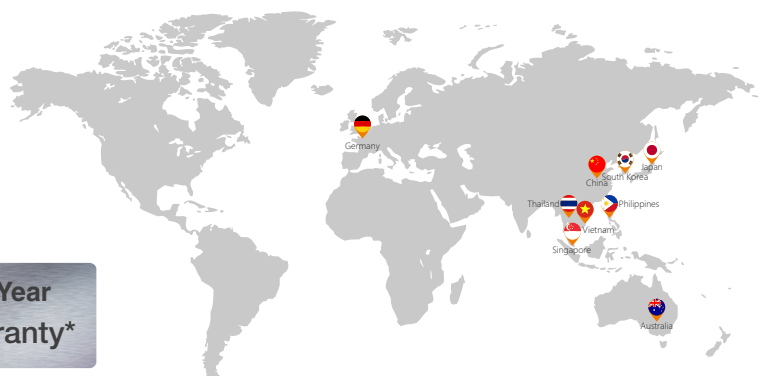 Germany
Japan
South Korea
China
Thailand
Philippines
Vietnam
Singapore
Year
ranty*
Australia